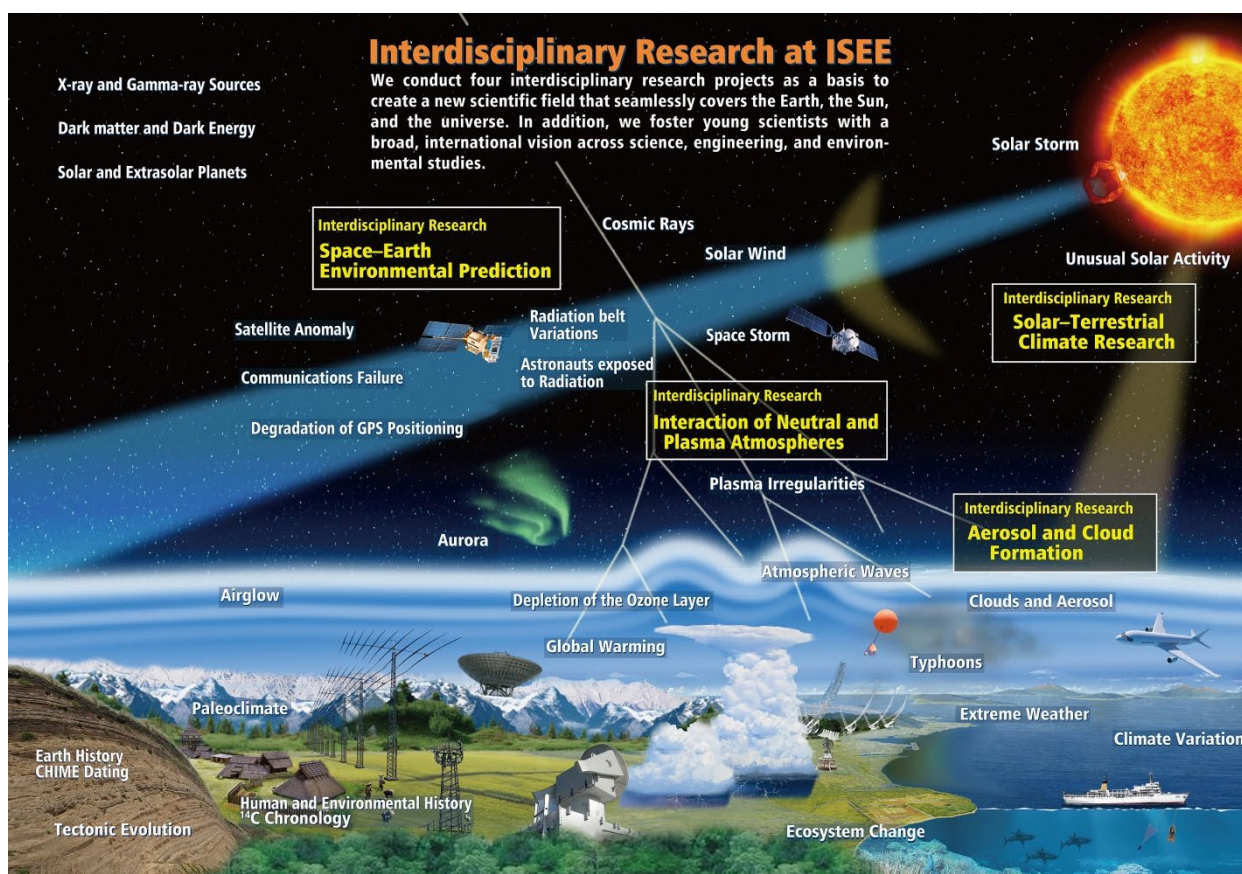 Interdisciplinary Research at ISEE
We conduct four interdisciplinary research projects as a basis to
create a new scientific field that seamlessly covers the Earth, the Sun,
and the universe. In addition, we foster young scientists with a
broad, international vision across science, engineering, and environ-
mental studies.
X-ray and Gamma-ray Sources
Dark matter and Dark Energy
Solar and Extrasolar Planets
Solar Storm
Cosmic Rays
Interdisciplinary Research
Space–Earth
Environmental Prediction
Solar Wind
Unusual Solar Activity
Interdisciplinary Research
Solar–Terrestrial
Climate Research
Satellite Anomaly
Radiation belt
Variations
Space Storm
Communications Failure
Astronauts exposed
to Radiation
Interdisciplinary Research
Interaction of Neutral and
Plasma Atmospheres
Degradation of GPS Positioning
Plasma Irregularities
Interdisciplinary Research
Aerosol and Cloud
Formation
Aurora
Atmospheric Waves
Airglow
Depletion of the Ozone Layer
Clouds and Aerosol
Global Warming
Typhoons
Paleoclimate
Extreme Weather
Climate Variation
Earth History
CHIME Dating
Human and Environmental History
¹⁴C Chronology
Tectonic Evolution
Ecosystem Change